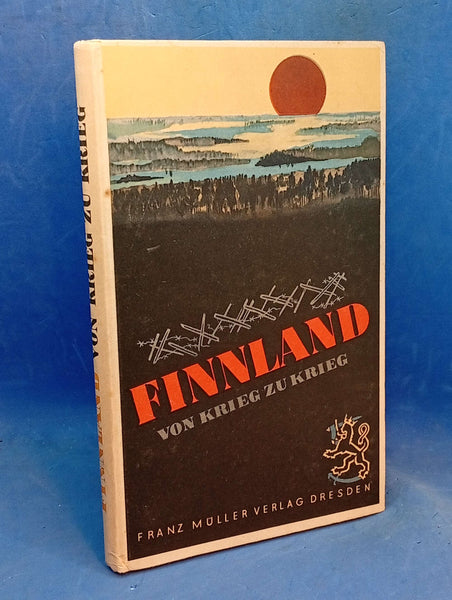 FINNLAND
VON KRIEG ZU KRIEG
FRANZ MÜLLER VERLAG DRESDEN
VON KRIEG ZU KRIEG
FINNLAND